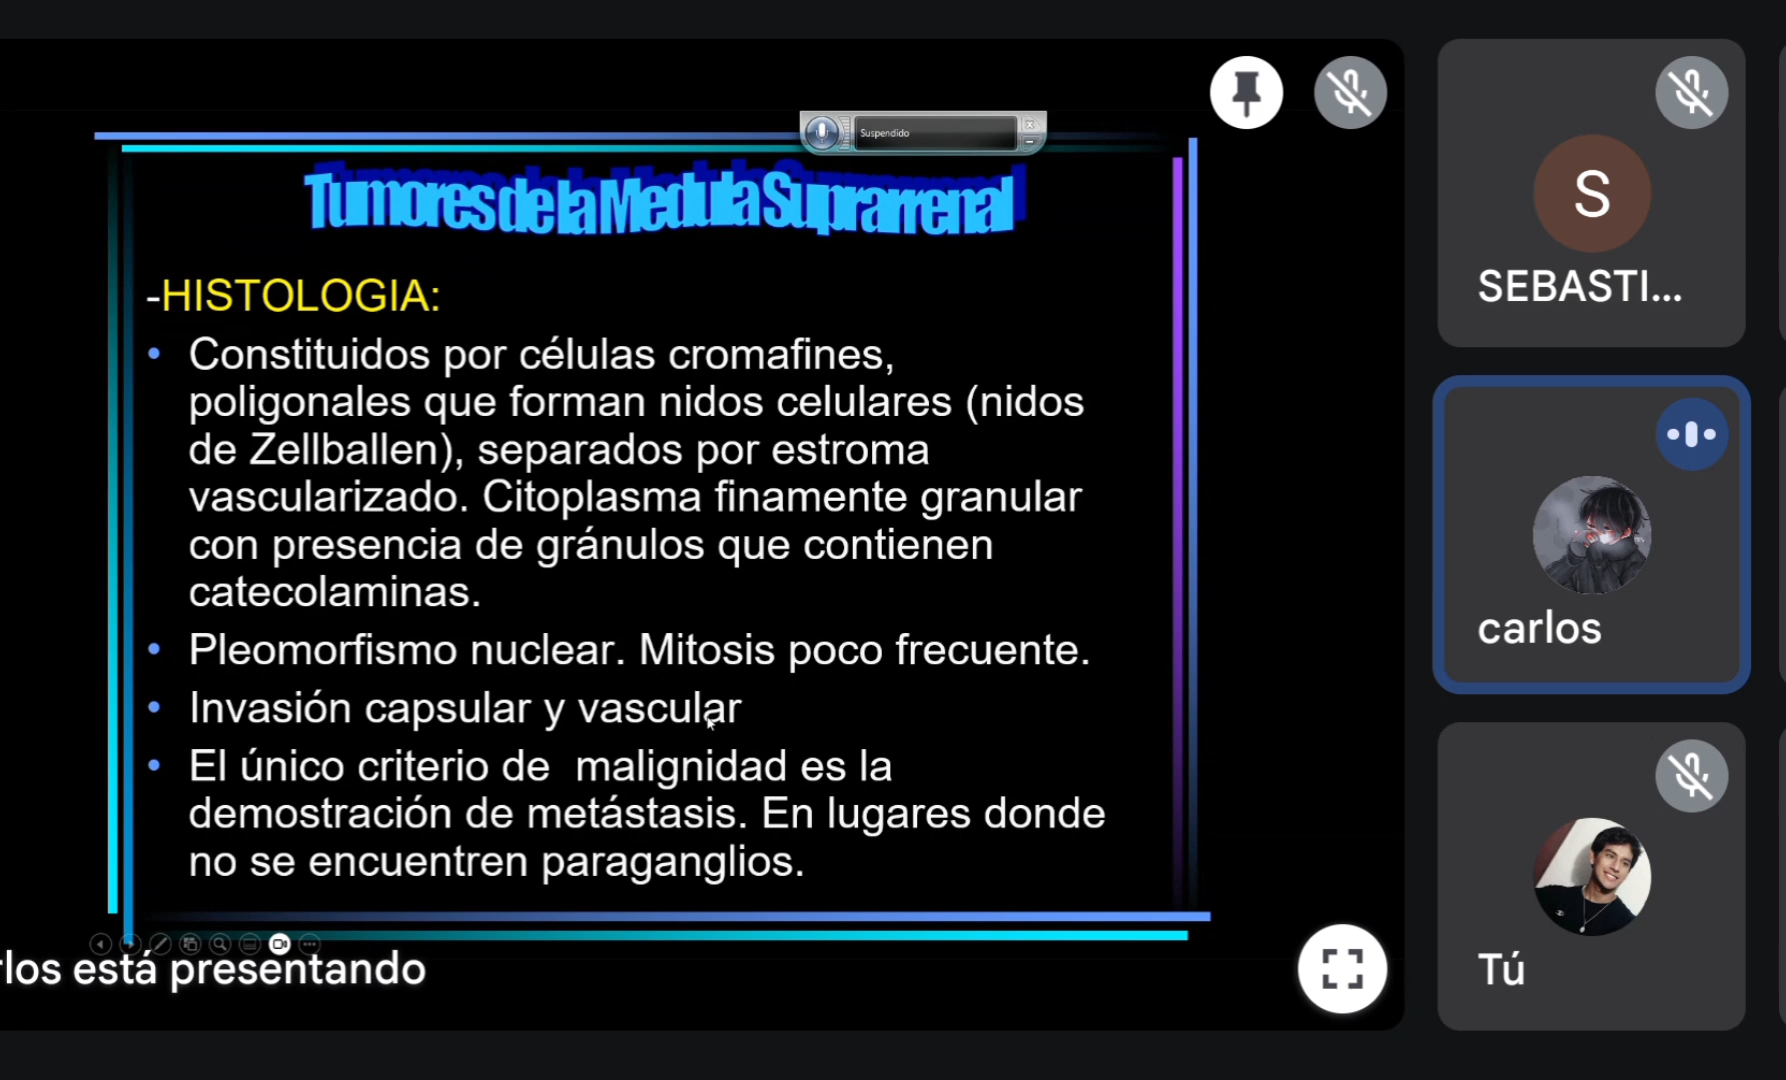 Suspendido
Tumores de la Medula Suprarrenal
-HISTOLOGIA:
• Constituidos por células cromafines,
poligonales que forman nidos celulares (nidos
de Zellballen), separados por estroma
vascularizado. Citoplasma finamente granular
con presencia de gránulos que contienen
catecolaminas.
• Pleomorfismo nuclear. Mitosis poco frecuente.
• Invasión capsular y vascular
• El único criterio de malignidad es la
demostración de metástasis. En lugares donde
no se encuentren paraganglios.
rlos está presentando
S
SEBASTI...
carlos
Tú